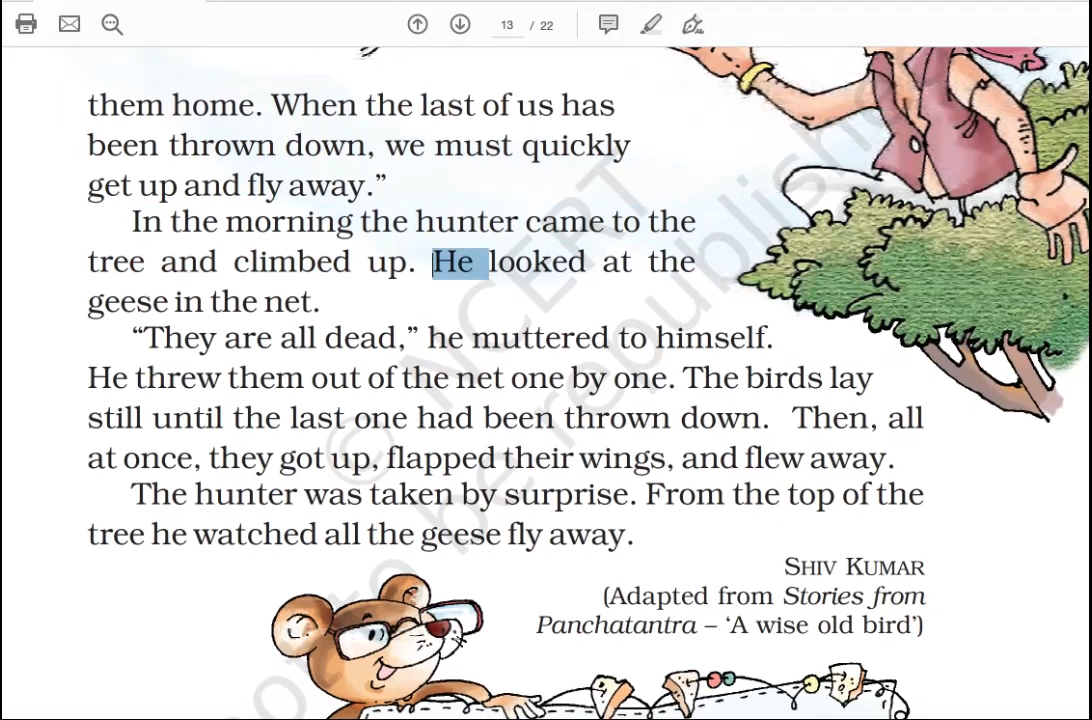 13 / 22
them home. When the last of us has
been thrown down, we must quickly
get up and fly away.”
In the morning the hunter came to the
tree and climbed up. He looked at the
geese in the net.
“They are all dead,” he muttered to himself.
He threw them out of the net one by one. The birds lay
still until the last one had been thrown down. Then, all
at once, they got up, flapped their wings, and flew away.
The hunter was taken by surprise. From the top of the
tree he watched all the geese fly away.
SHIV KUMAR
(Adapted from Stories from
Panchatantra – ‘A wise old bird’)
© NCERT
not to be republished